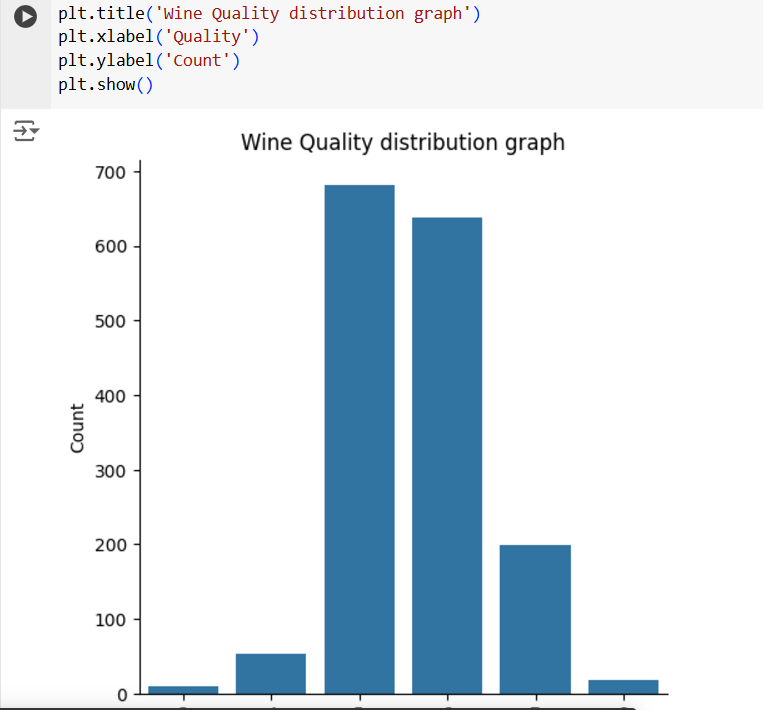 plt.title('Wine Quality distribution graph')
plt.xlabel('Quality')
plt.ylabel('Count')
plt.show()
Wine Quality distribution graph
700
600
500
400
300
200
100
0
Count